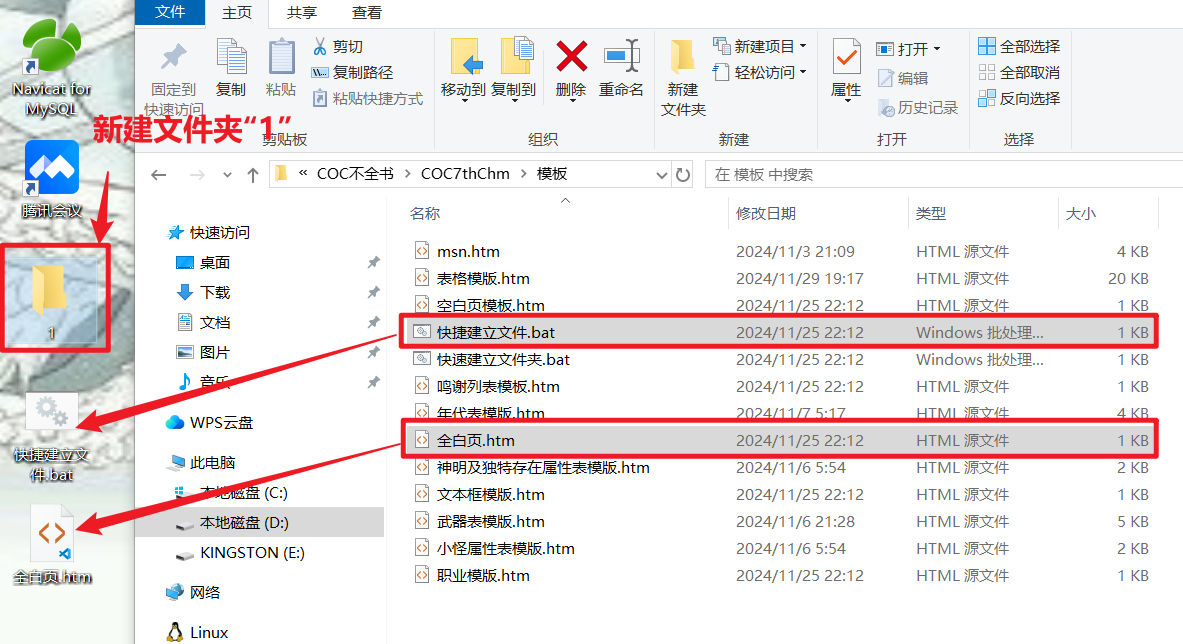 文件 主页 共享 查看
固定到
快速访问
复制
粘贴
剪切
复制路径
粘贴快捷方式
剪贴板
移动到
复制到
删除
重命名
组织
新建
文件夹
新建项目
轻松访问
新建
属性
打开
编辑
历史记录
打开
全部选择
全部取消
反向选择
选择
« COC不全书 › COC7thChm › 模板
在 模板 中搜索
Navicat for
MySQL
新建文件夹“1”
腾讯会议
1
快捷建立文
件.bat
全白页.htm
快速访问
桌面
下载
文档
图片
音乐
WPS云盘
此电脑
本地磁盘 (C:)
本地磁盘 (D:)
KINGSTON (E:)
网络
Linux
名称 修改日期 类型 大小
msn.htm 2024/11/3 21:09 HTML 源文件 4 KB
表格模版.htm 2024/11/29 19:17 HTML 源文件 20 KB
空白页模板.htm 2024/11/25 22:12 HTML 源文件 1 KB
快捷建立文件.bat 2024/11/25 22:12 Windows 批处理... 1 KB
快速建立文件夹.bat 2024/11/25 22:12 Windows 批处理... 1 KB
鸣谢列表模板.htm 2024/11/25 22:12 HTML 源文件 1 KB
年代表模版.htm 2024/11/7 5:17 HTML 源文件 4 KB
全白页.htm 2024/11/25 22:12 HTML 源文件 1 KB
神明及独特存在属性表模版.htm 2024/11/6 5:54 HTML 源文件 2 KB
文本框模版.htm 2024/11/25 22:12 HTML 源文件 1 KB
武器表模版.htm 2024/11/6 21:28 HTML 源文件 5 KB
小怪属性表模版.htm 2024/11/6 5:54 HTML 源文件 2 KB
职业模版.htm 2024/11/25 22:12 HTML 源文件 1 KB